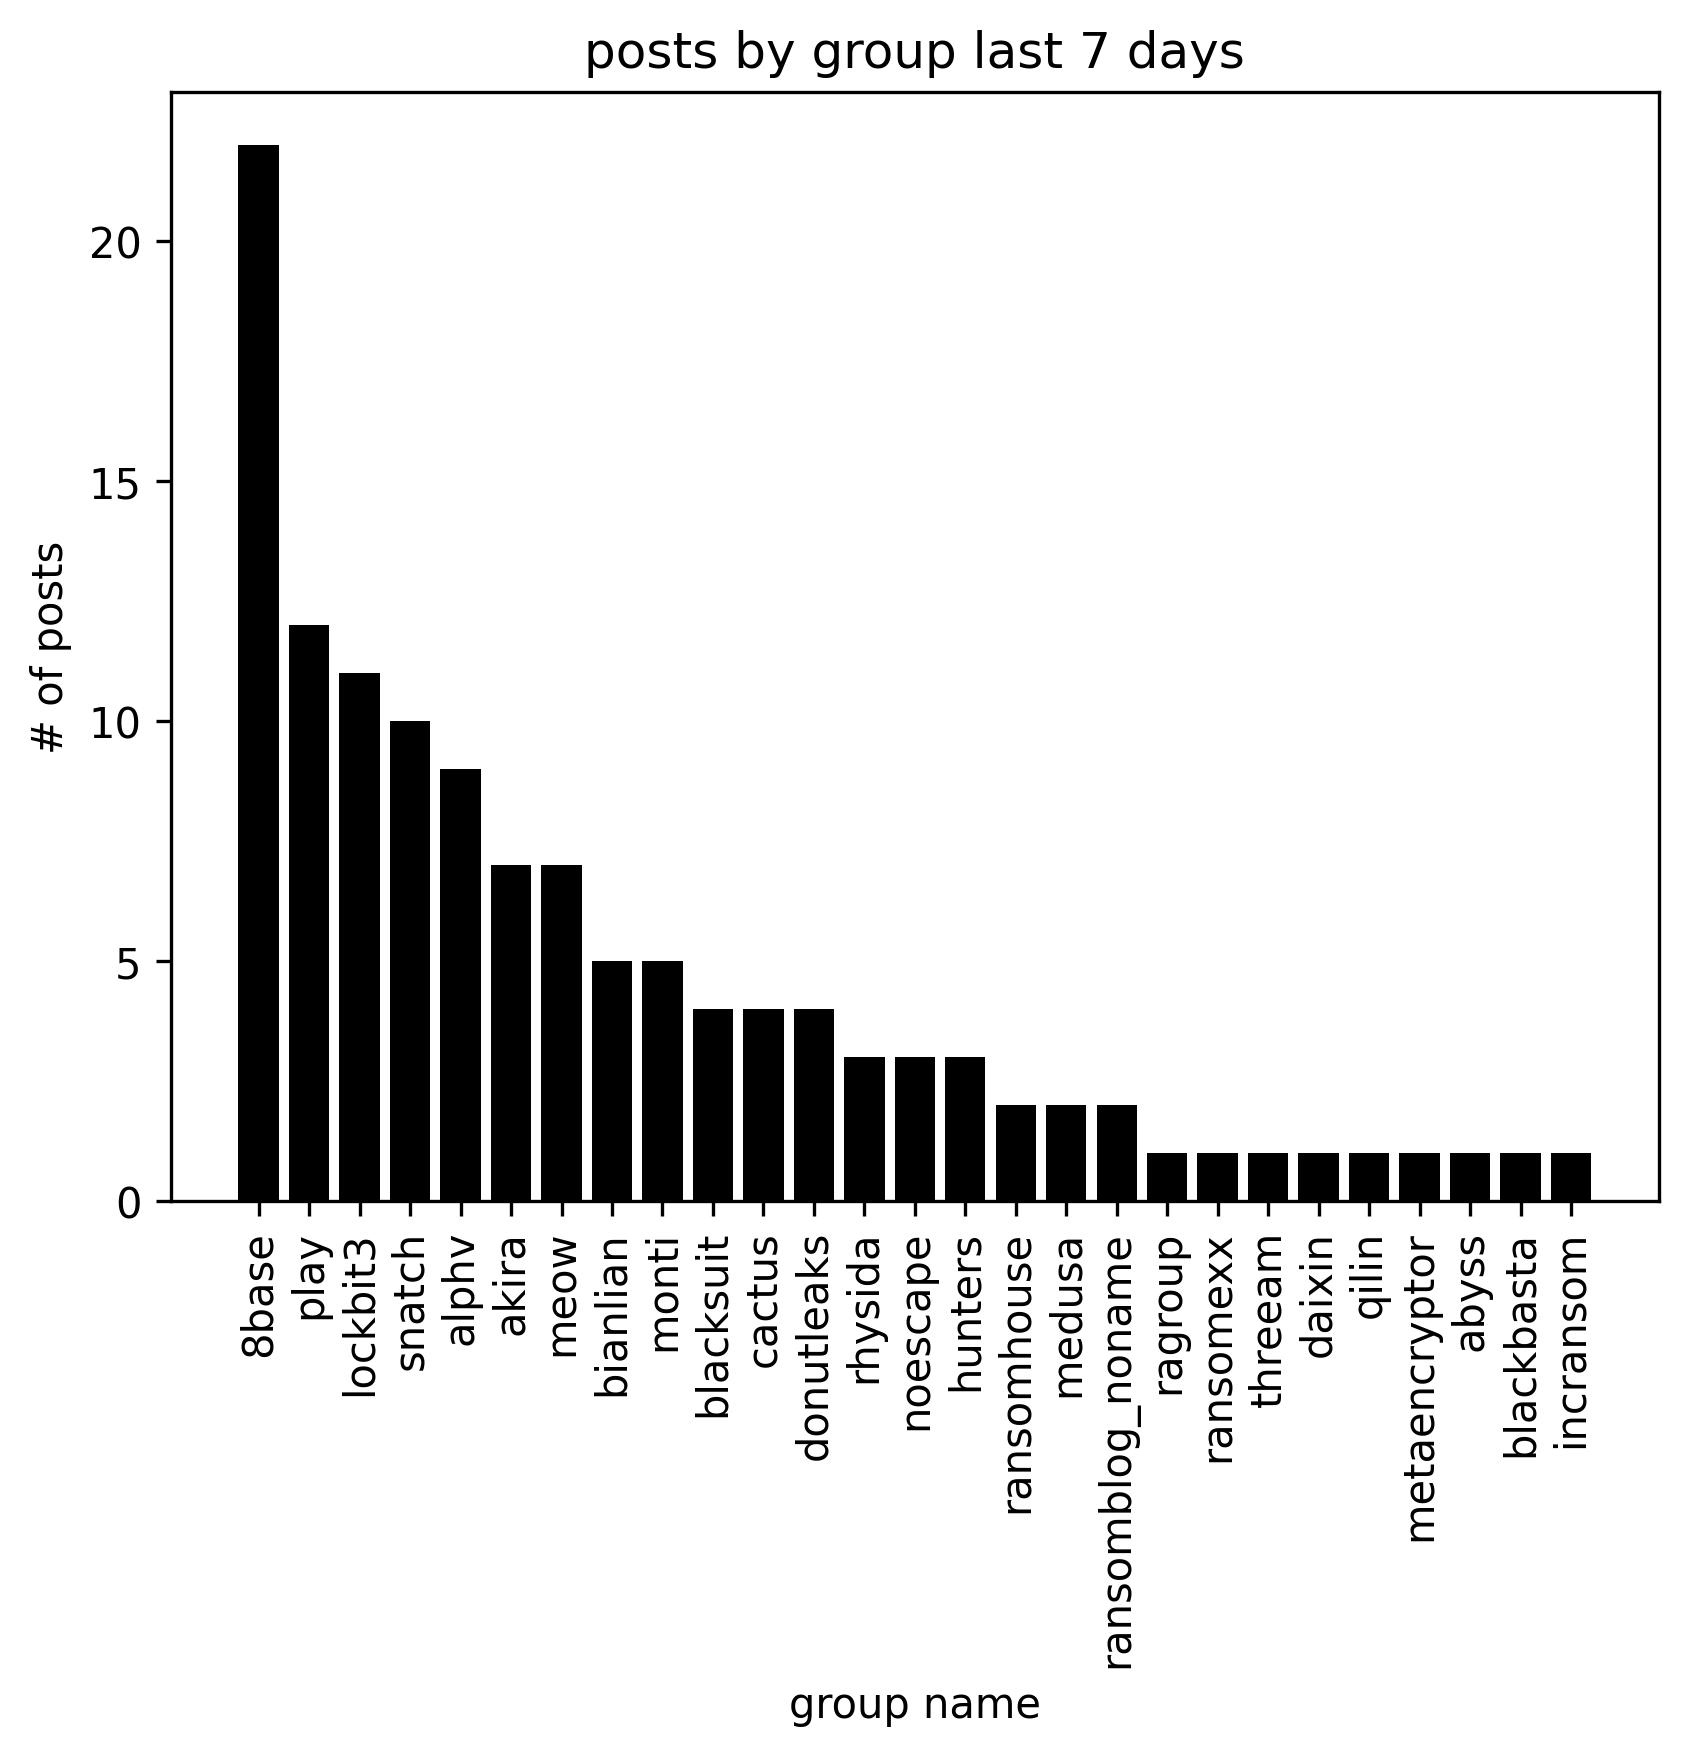 posts by group last 7 days
# of posts
20
15
10
5
0
8base
play
lockbit3
snatch
alphv
akira
meow
bianlian
monti
blacksuit
cactus
donutleaks
rhysida
noescape
hunters
ransomhouse
medusa
ransomblog_noname
ragroup
ransomexx
threeam
daixin
qilin
metaencryptor
abyss
blackbasta
incransom
group name